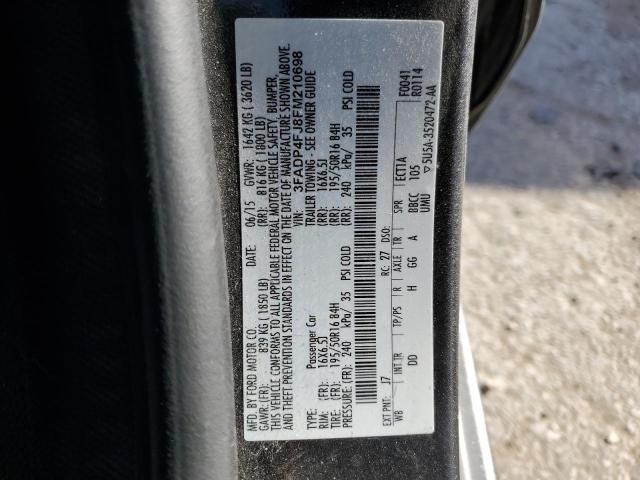 MFD. BY FORD MOTOR CO. DATE: 06/15 GVWR: 1642 KG ( 3620 LB)
GAWR: (FR): 839 KG ( 1850 LB) (RR): 816 KG ( 1800 LB)
THIS VEHICLE CONFORMS TO ALL APPLICABLE FEDERAL MOTOR VEHICLE SAFETY, BUMPER,
AND THEFT PREVENTION STANDARDS IN EFFECT ON THE DATE OF MANUFACTURE SHOWN ABOVE.
VIN: 3FADP4FJ8FM210698
TYPE: Passenger Car TRAILER TOWING - SEE OWNER GUIDE
RIM: (FR): 16X6.5J (RR): 16X6.5J
TIRES: (FR): 195/50R16 84H (RR): 195/50R16 84H
PRESSURE: (FR): 240 kPa/ 35 PSI COLD (RR): 240 kPa/ 35 PSI COLD
EXT PNT: J7 RC: 27 DSO: F0041
R0114
WB INT TR TP/PS R AXLE TR SPR ECTIA
DD H GG A BBCC 105
UMU ▽5U5A-3520472-AA